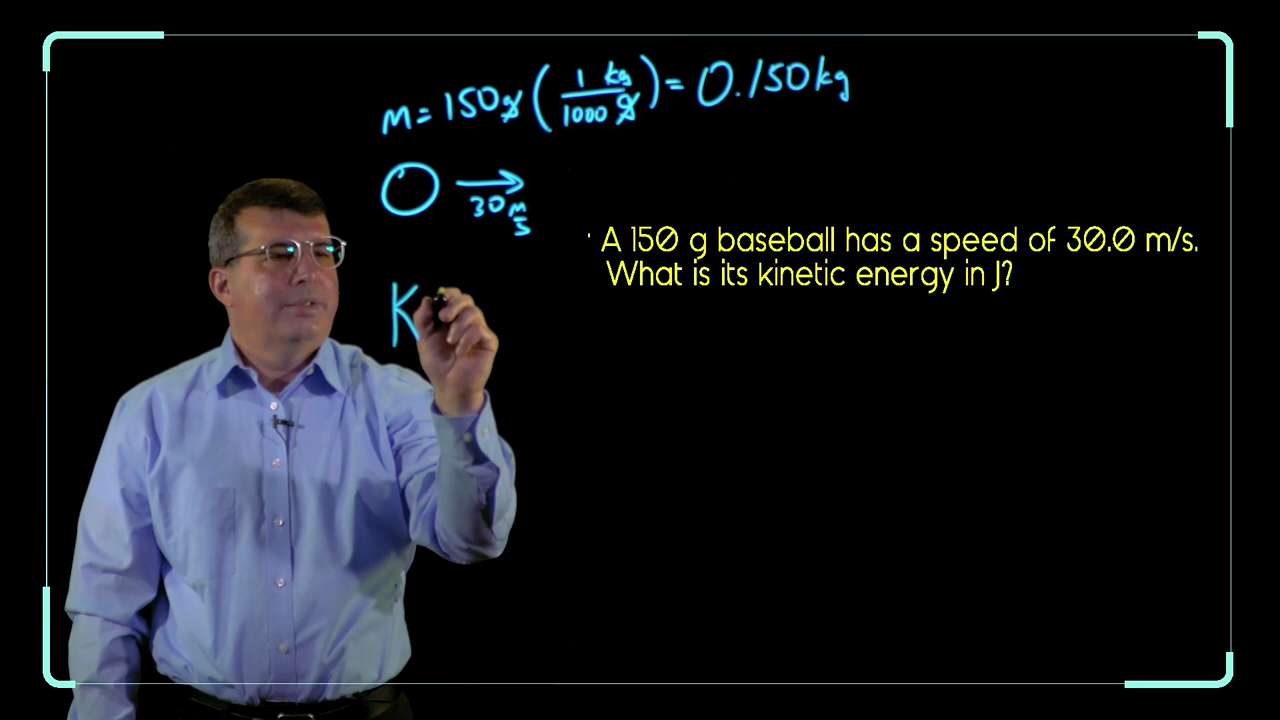 m = 150g (1 kg / 1000 g) = 0.150 kg
30 m/s
K
A 150 g baseball has a speed of 30.0 m/s.
What is its kinetic energy in J?